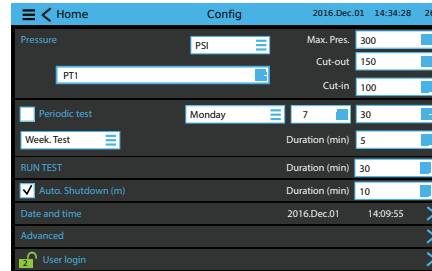 Home Config 2016.Dec.01 14:34:28 26
Pressure PSI Max. Pres. 300
Cut-out 150
PT1
Cut-in 100
Periodic test Monday 7 30
Week. Test Duration (min) 5
RUN TEST Duration (min) 30
Auto. Shutdown (m) Duration (min) 10
Date and time 2016.Dec.01 14:09:55
Advanced
2 User login